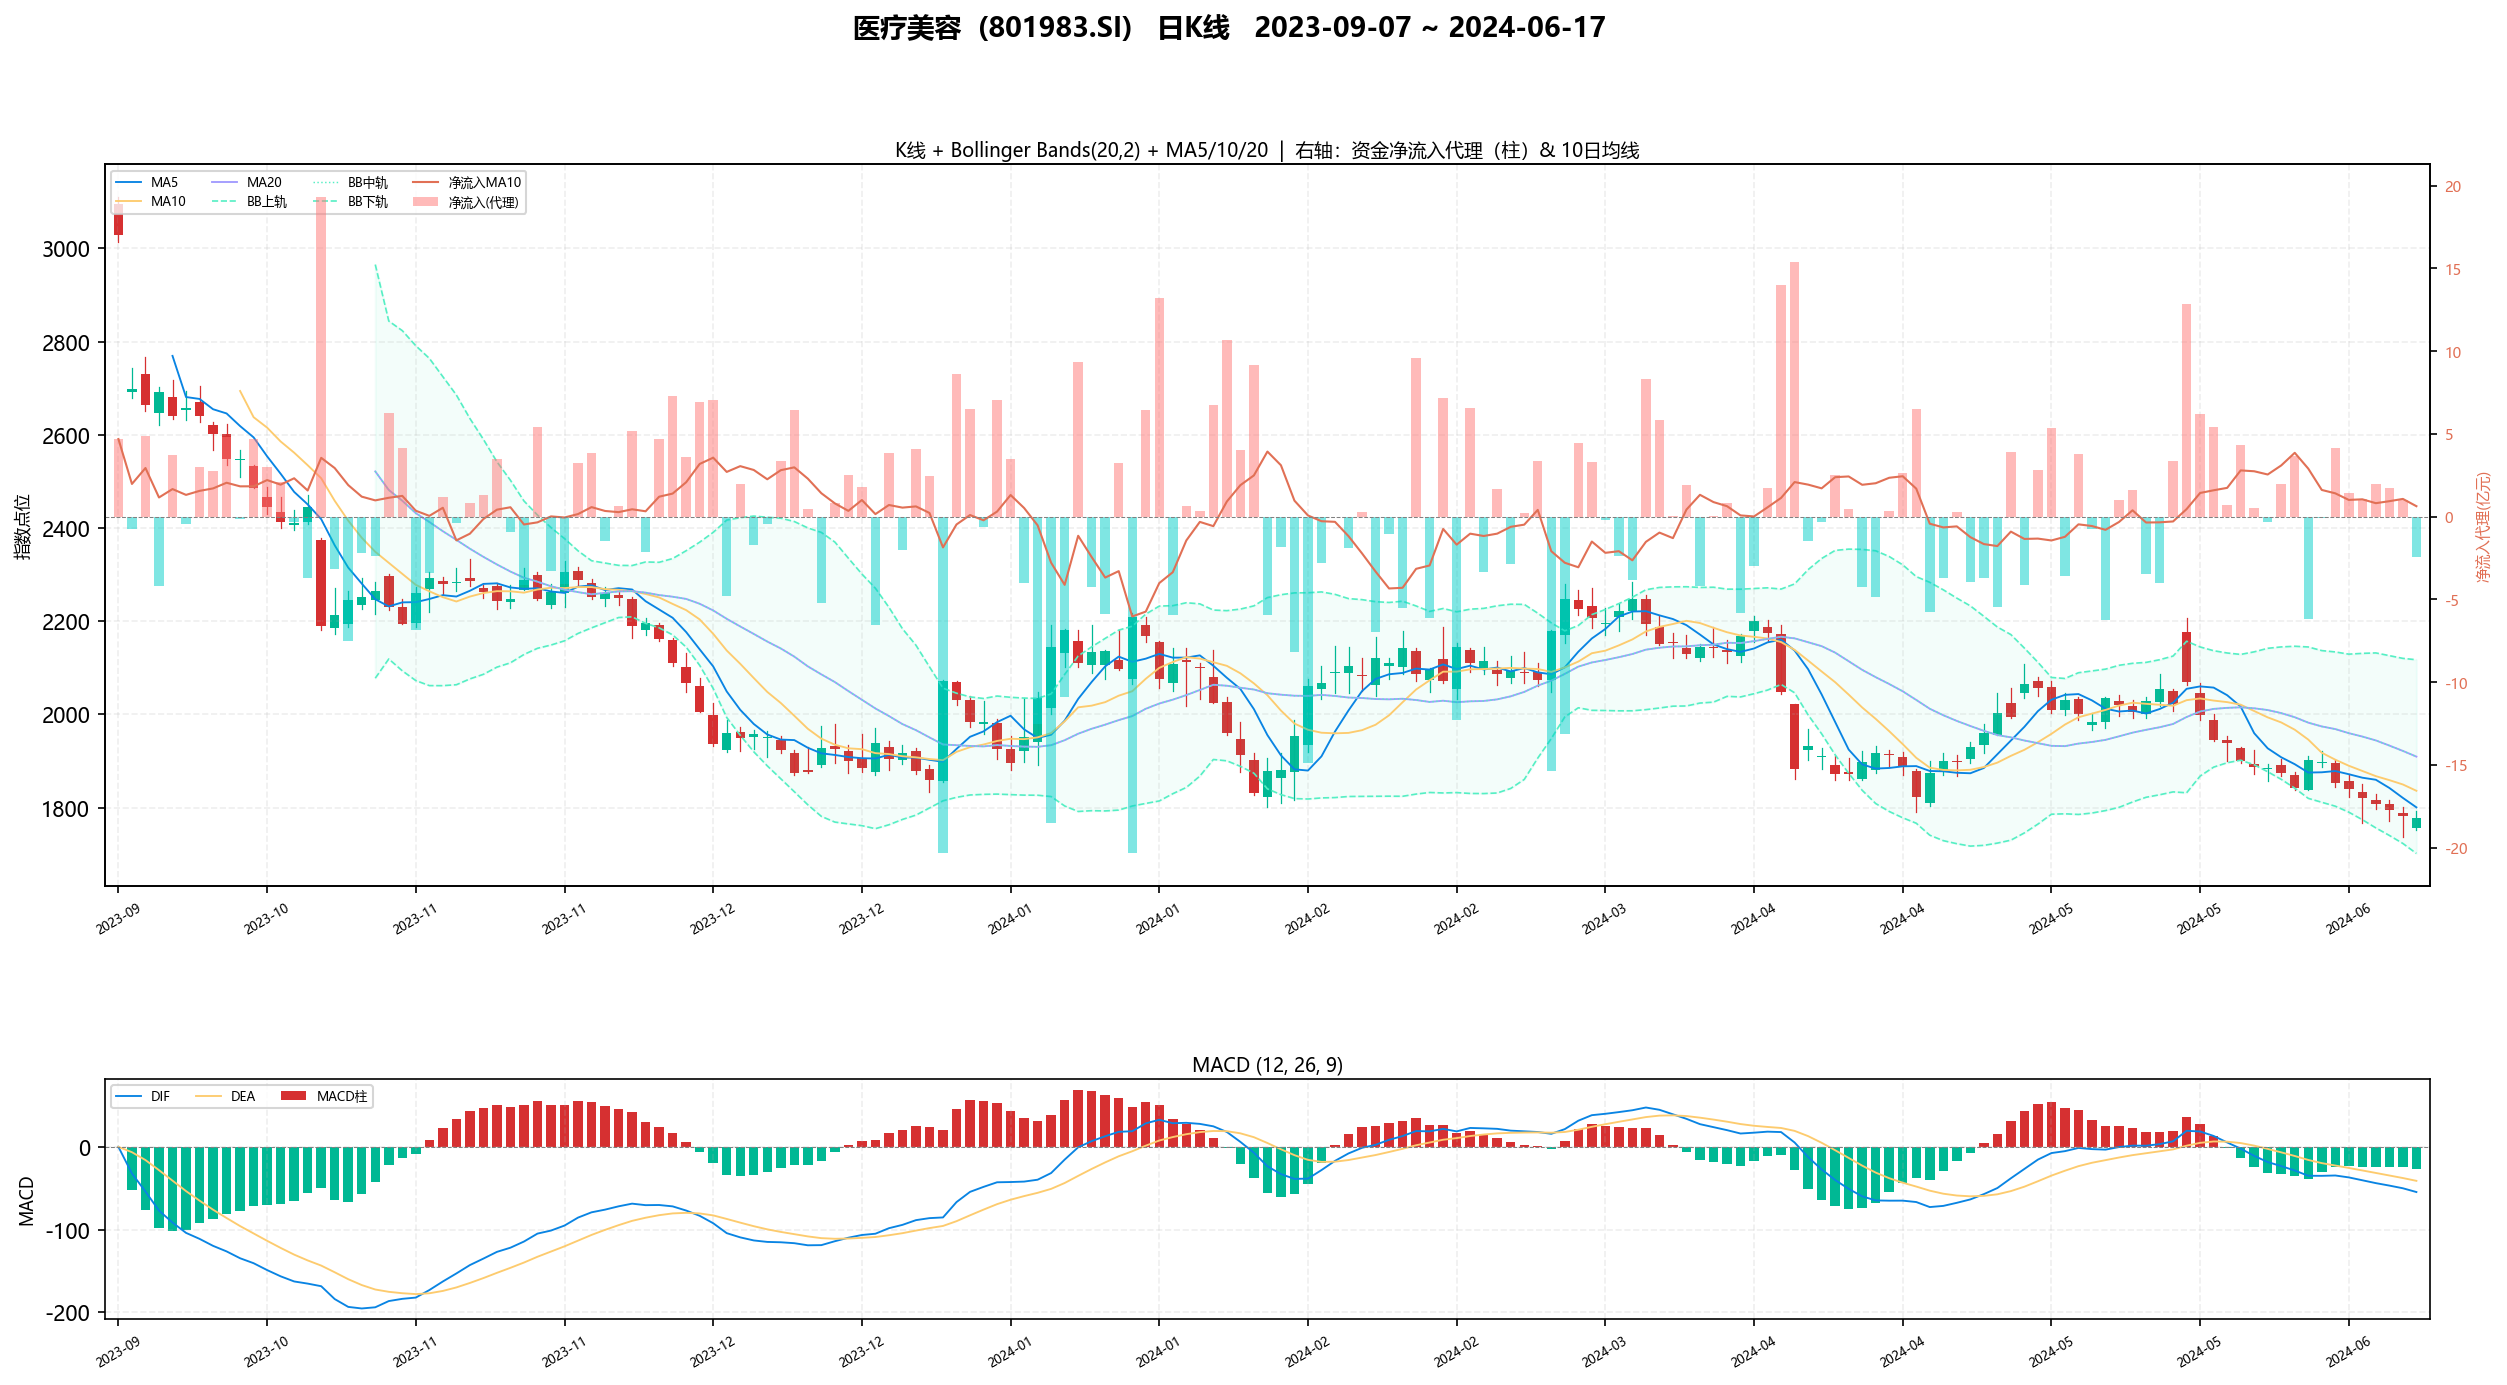 医疗美容 (801983.SI) 日K线 2023-09-07 ~ 2024-06-17
K线 + Bollinger Bands(20,2) + MA5/10/20 | 右轴: 资金净流入代理（柱）& 10日均线
MA5 MA20 BB中轨 净流入MA10
MA10 BB上轨 BB下轨 净流入(代理)
指数点位
3000
2800
2600
2400
2200
2000
1800
20
15
10
5
0
-5
-10
-15
-20
净流入代理(亿元)
2023-09 2023-10 2023-11 2023-11 2023-12 2023-12 2024-01 2024-01 2024-02 2024-02 2024-03 2024-04 2024-04 2024-05 2024-05 2024-06
MACD (12, 26, 9)
DIF DEA MACD柱
MACD
0
-100
-200
2023-09 2023-10 2023-11 2023-11 2023-12 2023-12 2024-01 2024-01 2024-02 2024-02 2024-03 2024-04 2024-04 2024-05 2024-05 2024-06